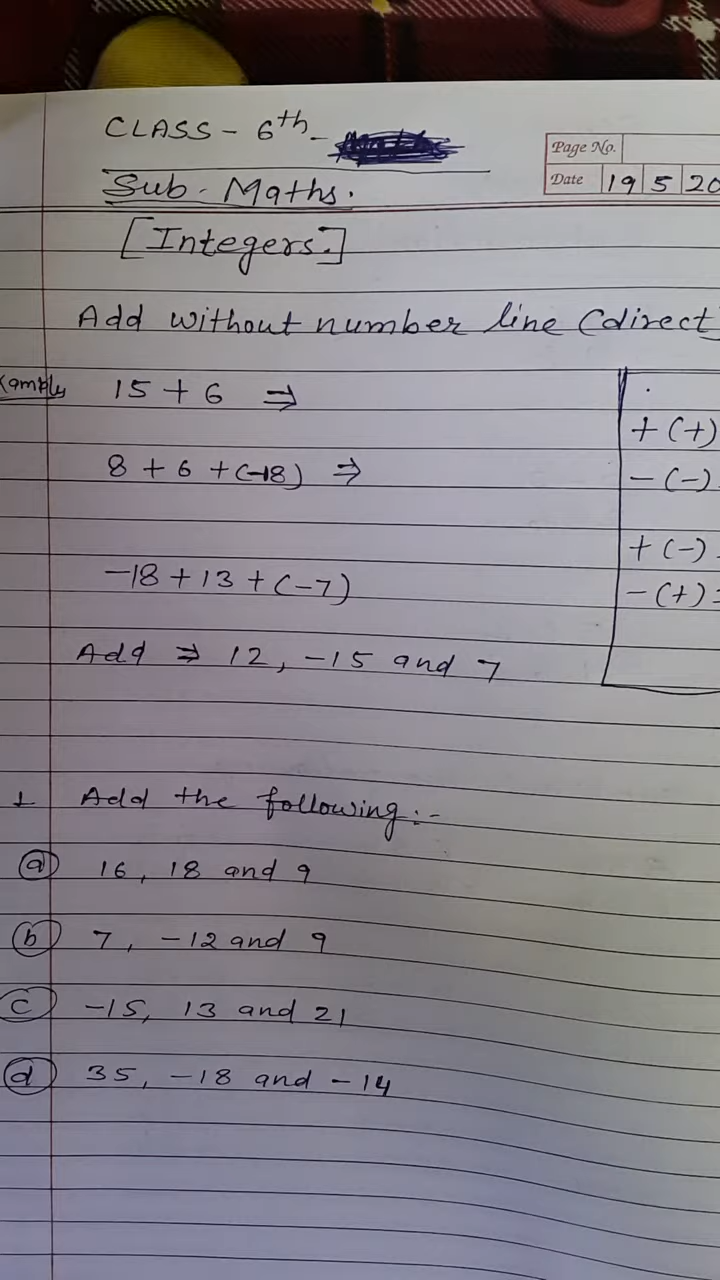 CLASS - 6th -
Page No.
Sub. Maths.
Date 19 5 20
[Integers.]
Add without number line (direct)
15 + 6 ⇒
+ (+)
8 + 6 + (-18) ⇒
- (-)
+ (-) =
-18 + 13 + (-7)
- (+) =
Add ⇒ 12, -15 and 7
1 Add the following:-
(a) 16, 18 and 9
(b) 7, -12 and 9
(c) -15, 13 and 21
(d) 35, -18 and -14